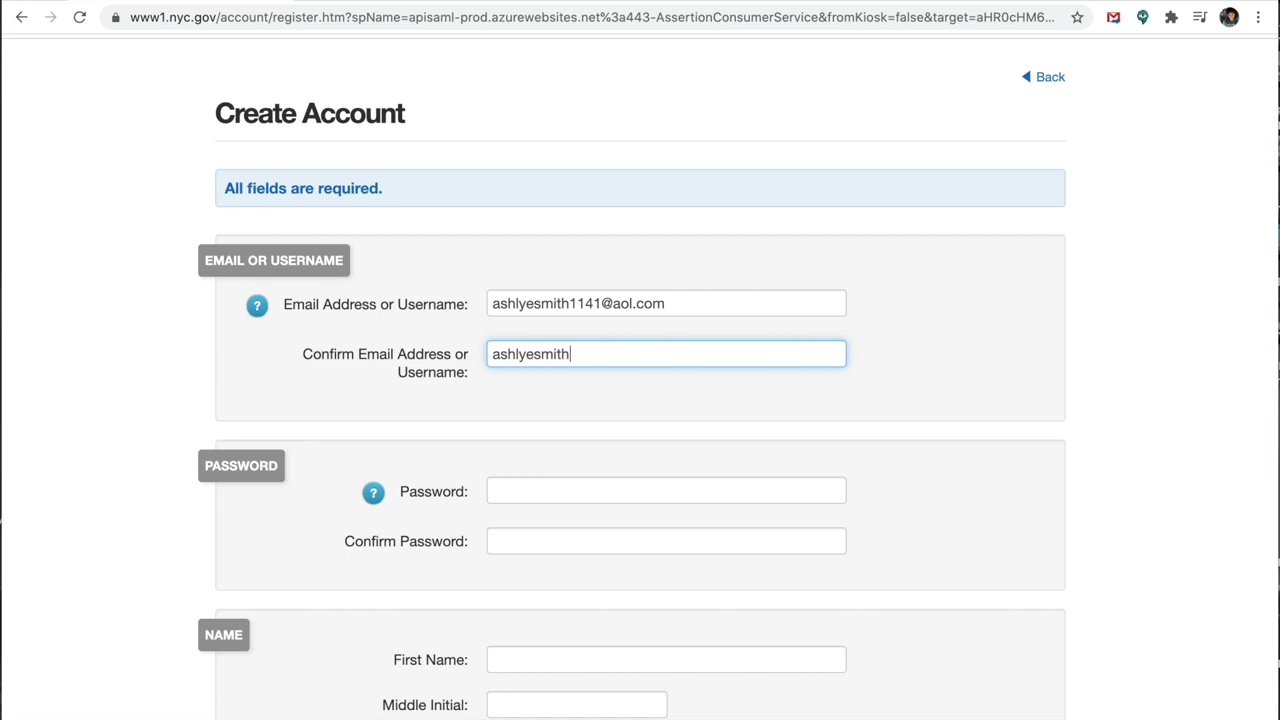 www1.nyc.gov/account/register.htm?spName=apisaml-prod.azurewebsites.net%3a443-AssertionConsumerService&fromKiosk=false&target=aHR0cHM6...
Back
Create Account
All fields are required.
EMAIL OR USERNAME
? Email Address or Username: ashlyesmith1141@aol.com
Confirm Email Address or ashlyesmith
Username:
PASSWORD
? Password:
Confirm Password:
NAME
First Name:
Middle Initial: